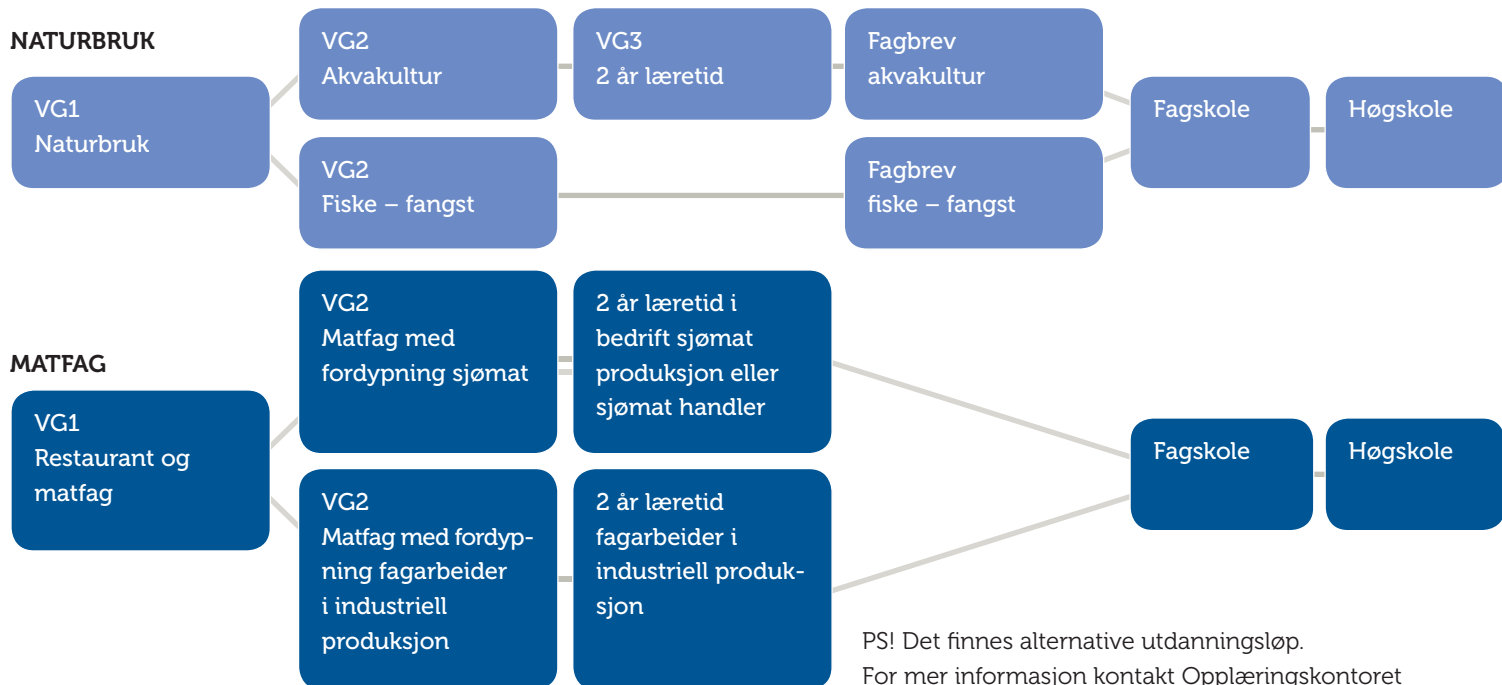 NATURBRUK
VG1
Naturbruk
VG2
Akvakultur
VG3
2 år læretid
Fagbrev
akvakultur
VG2
Fiske – fangst
Fagbrev
fiske – fangst
Fagskole
Høgskole
MATFAG
VG1
Restaurant og
matfag
VG2
Matfag med
fordypning sjømat
2 år læretid i
bedrift sjømat
produksjon eller
sjømat handler
VG2
Matfag med fordyp-
ning fagarbeider
i industriell
produksjon
2 år læretid
fagarbeider i
industriell produk-
sjon
Fagskole
Høgskole
PS! Det finnes alternative utdanningsløp.
For mer informasjon kontakt Opplæringskontoret